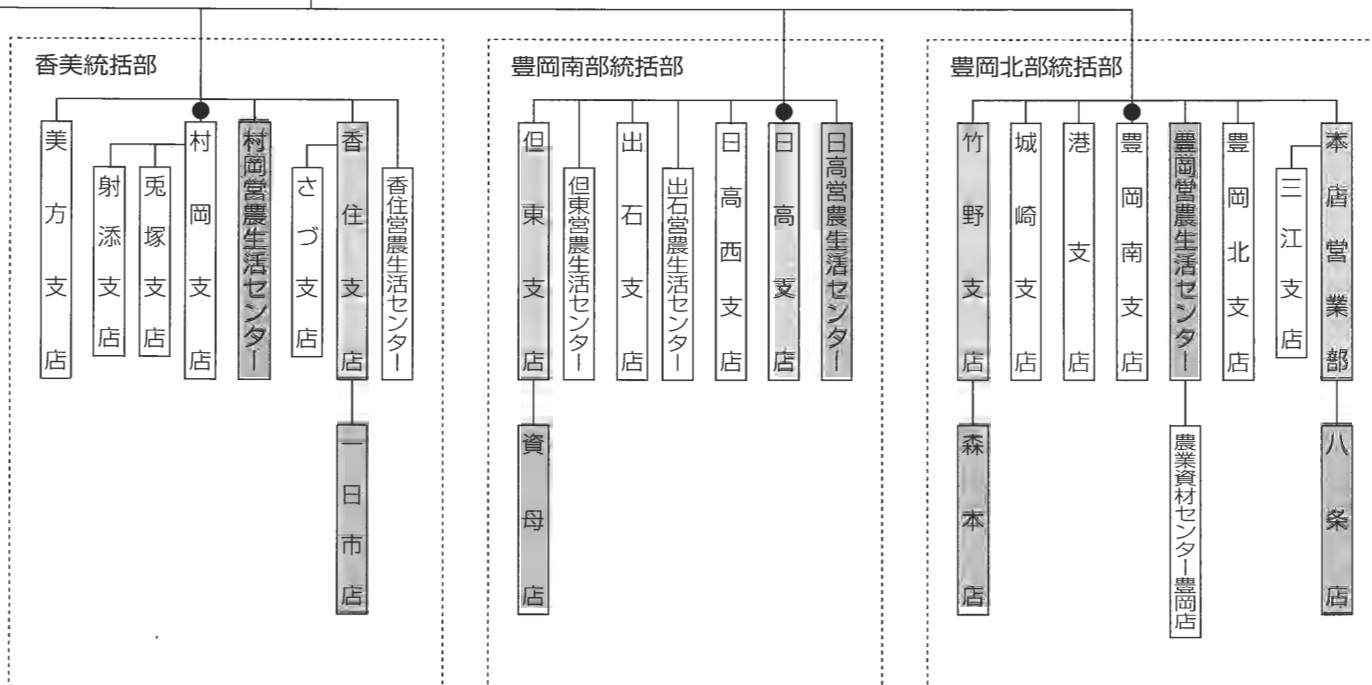 香美統括部
美方支店
射添支店
兎塚支店
村岡支店
村岡営農生活センター
さづ支店
香住支店
香住営農生活センター
一日市店
豊岡南部統括部
但東支店
但東営農生活センター
出石支店
出石営農生活センター
日高西支店
日高支店
日高営農生活センター
資母店
豊岡北部統括部
竹野支店
城崎支店
港支店
豊岡南支店
豊岡営農生活センター
豊岡北支店
三江支店
本店営業部
森本店
農業資材センター豊岡店
八条店